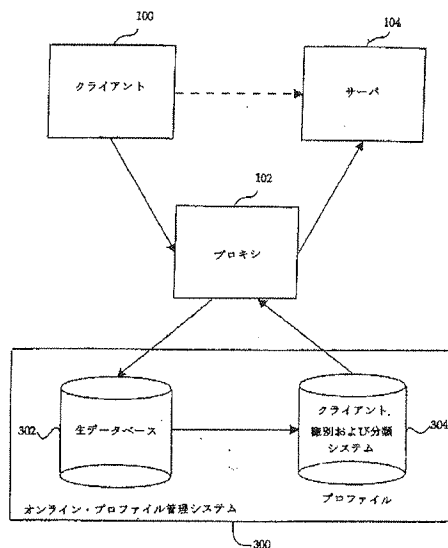 100
104
クライアント
サーバ
102
プロキシ
302
生データベース
クライアント,
識別および分類
システム
304
プロファイル
オンライン・プロファイル管理システム
300